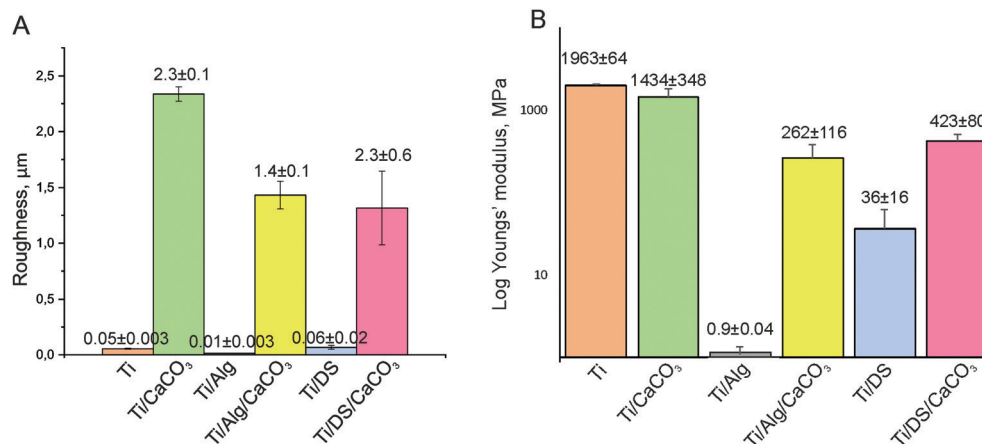 A
Roughness, µm
2,5
2,0
1,5
1,0
0,5
0,0
2.3±0.1
1.4±0.1
2.3±0.6
0.05±0.003
0.01±0.003
0.06±0.02
Ti
Ti/CaCO₃
Ti/Alg
Ti/Alg/CaCO₃
Ti/DS
Ti/DS/CaCO₃
B
Log Youngs' modulus, MPa
1000
10
1963±64
1434±348
0.9±0.04
262±116
36±16
423±80
Ti
Ti/CaCO₃
Ti/Alg
Ti/Alg/CaCO₃
Ti/DS
Ti/DS/CaCO₃